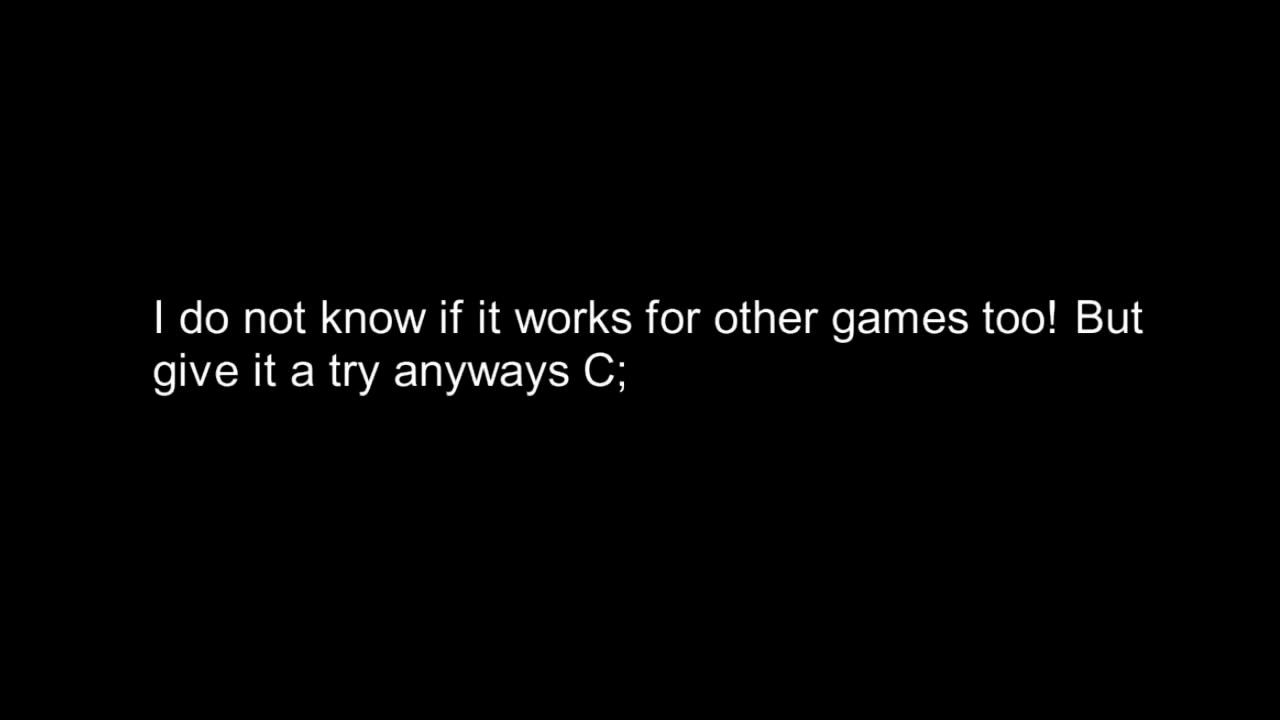 I do not know if it works for other games too! But
give it a try anyways C;